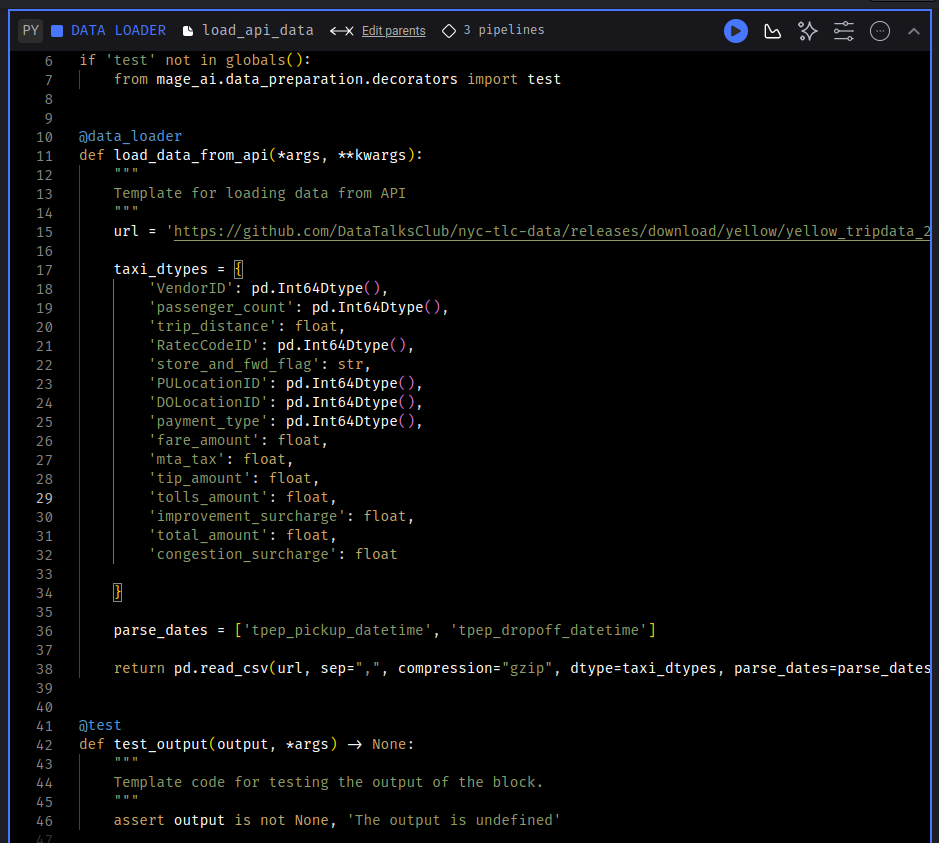 PY DATA LOADER load_api_data Edit parents 3 pipelines
6 if 'test' not in globals():
7 from mage_ai.data_preparation.decorators import test
8
9
10 @data_loader
11 def load_data_from_api(*args, **kwargs):
12 """
13 Template for loading data from API
14 """
15 url = 'https://github.com/DataTalksClub/nyc-tlc-data/releases/download/yellow/yellow_tripdata_2
16
17 taxi_dtypes = {
18 'VendorID': pd.Int64Dtype(),
19 'passenger_count': pd.Int64Dtype(),
20 'trip_distance': float,
21 'RatecCodeID': pd.Int64Dtype(),
22 'store_and_fwd_flag': str,
23 'PULocationID': pd.Int64Dtype(),
24 'DOLocationID': pd.Int64Dtype(),
25 'payment_type': pd.Int64Dtype(),
26 'fare_amount': float,
27 'mta_tax': float,
28 'tip_amount': float,
29 'tolls_amount': float,
30 'improvement_surcharge': float,
31 'total_amount': float,
32 'congestion_surcharge': float
33
34 }
35
36 parse_dates = ['tpep_pickup_datetime', 'tpep_dropoff_datetime']
37
38 return pd.read_csv(url, sep=",", compression="gzip", dtype=taxi_dtypes, parse_dates=parse_dates
39
40
41 @test
42 def test_output(output, *args) -> None:
43 """
44 Template code for testing the output of the block.
45 """
46 assert output is not None, 'The output is undefined'
47